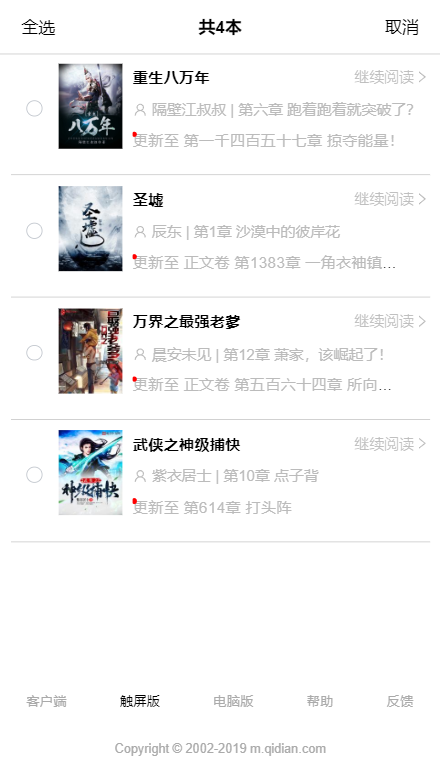 全选 共4本 取消
重生八万年 继续阅读
隔壁江叔叔 | 第六章 跑着跑着就突破了?
更新至 第一千四百五十七章 掠夺能量!
八万年
圣墟 继续阅读
辰东 | 第1章 沙漠中的彼岸花
更新至 正文卷 第1383章 一角衣袖镇...
圣墟
万界之最强老爹 继续阅读
晨安未见 | 第12章 萧家，该崛起了!
更新至 正文卷 第五百六十四章 所向...
最强老爹
武侠之神级捕快 继续阅读
紫衣居士 | 第10章 点子背
更新至 第614章 打头阵
神级捕快
客户端 触屏版 电脑版 帮助 反馈
Copyright © 2002-2019 m.qidian.com